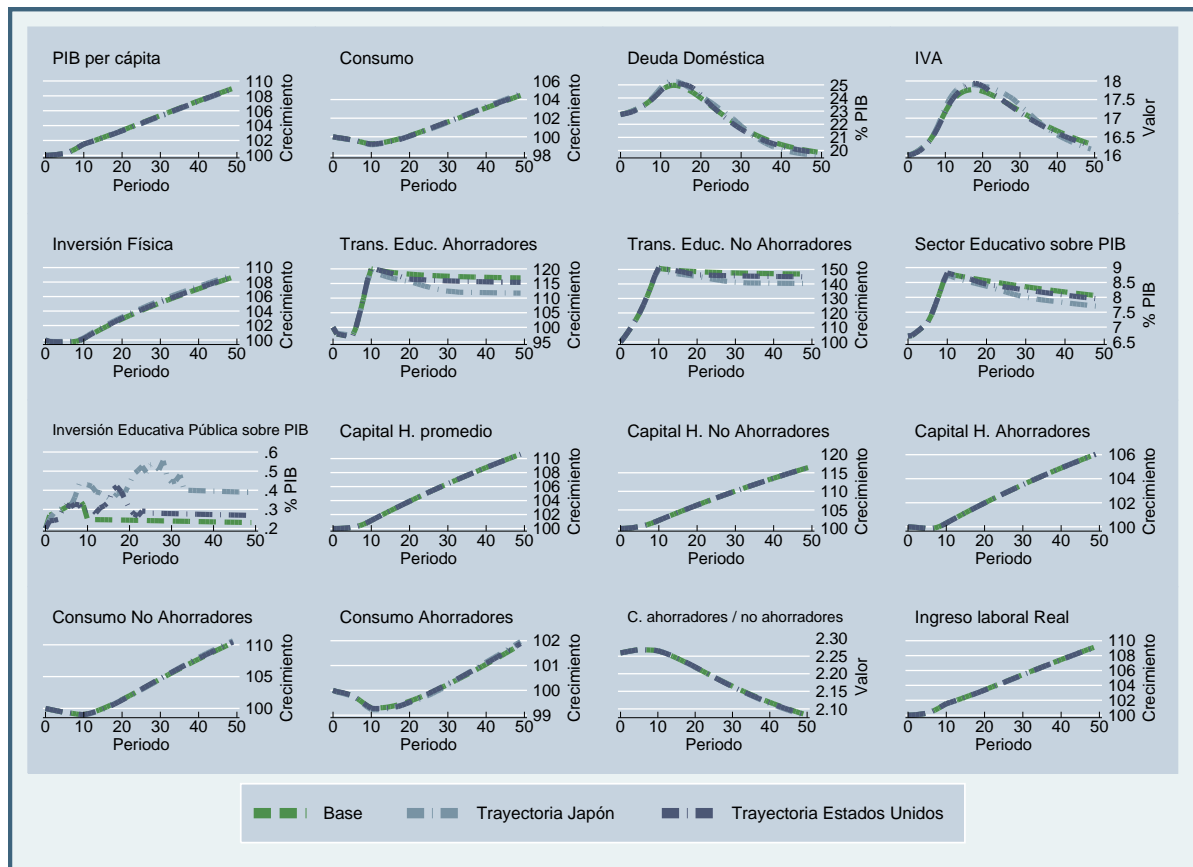 PIB per cápita
100 102 104 106 108 110
Crecimiento
0 10 20 30 40 50
Periodo
Consumo
98 100 102 104 106
Crecimiento
0 10 20 30 40 50
Periodo
Deuda Doméstica
20 21 22 23 24 25
% PIB
0 10 20 30 40 50
Periodo
IVA
16 16.5 17 17.5 18
Valor
0 10 20 30 40 50
Periodo
Inversión Física
100 102 104 106 108 110
Crecimiento
0 10 20 30 40 50
Periodo
Trans. Educ. Ahorradores
95 100 105 110 115 120
Crecimiento
0 10 20 30 40 50
Periodo
Trans. Educ. No Ahorradores
100 110 120 130 140 150
Crecimiento
0 10 20 30 40 50
Periodo
Sector Educativo sobre PIB
6.5 7 7.5 8 8.5 9
% PIB
0 10 20 30 40 50
Periodo
Inversión Educativa Pública sobre PIB
.2 .3 .4 .5 .6
% PIB
0 10 20 30 40 50
Periodo
Capital H. promedio
100 102 104 106 108 110
Crecimiento
0 10 20 30 40 50
Periodo
Capital H. No Ahorradores
100 105 110 115 120
Crecimiento
0 10 20 30 40 50
Periodo
Capital H. Ahorradores
100 102 104 106
Crecimiento
0 10 20 30 40 50
Periodo
Consumo No Ahorradores
100 105 110
Crecimiento
0 10 20 30 40 50
Periodo
Consumo Ahorradores
99 100 101 102
Crecimiento
0 10 20 30 40 50
Periodo
C. ahorradores / no ahorradores
2.10 2.15 2.20 2.25 2.30
Valor
0 10 20 30 40 50
Periodo
Ingreso laboral Real
100 102 104 106 108 110
Crecimiento
0 10 20 30 40 50
Periodo
Base
Trayectoria Japón
Trayectoria Estados Unidos